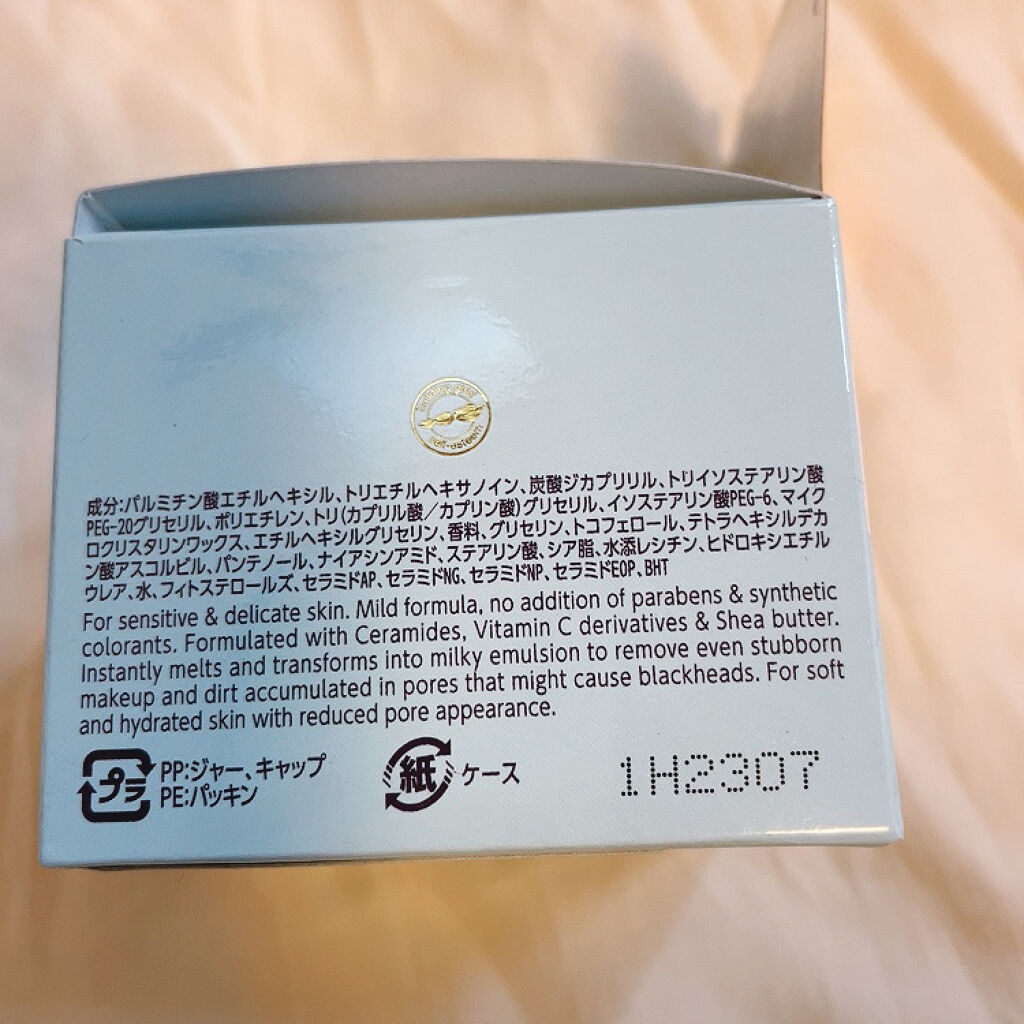 self-esteem
成分:パルミチン酸エチルヘキシル、トリエチルヘキサノイン、炭酸ジカプリリル、トリイソステアリン酸
PEG-20グリセリル、ポリエチレン、トリ(カプリル酸/カプリン酸)グリセリル、イソステアリン酸PEG-6、マイク
ロクリスタリンワックス、エチルヘキシルグリセリン、香料、グリセリン、トコフェロール、テトラヘキシルデカ
ン酸アスコルビル、パンテノール、ナイアシンアミド、ステアリン酸、シア脂、水添レシチン、ヒドロキシエチル
ウレア、水、フィトステロールズ、セラミドAP、セラミドNG、セラミドNP、セラミドEOP、BHT
For sensitive & delicate skin. Mild formula, no addition of parabens & synthetic
colorants. Formulated with Ceramides, Vitamin C derivatives & Shea butter.
Instantly melts and transforms into milky emulsion to remove even stubborn
makeup and dirt accumulated in pores that might cause blackheads. For soft
and hydrated skin with reduced pore appearance.
プラ PP:ジャー、キャップ
PE:パッキン
紙 ケース
1H2307